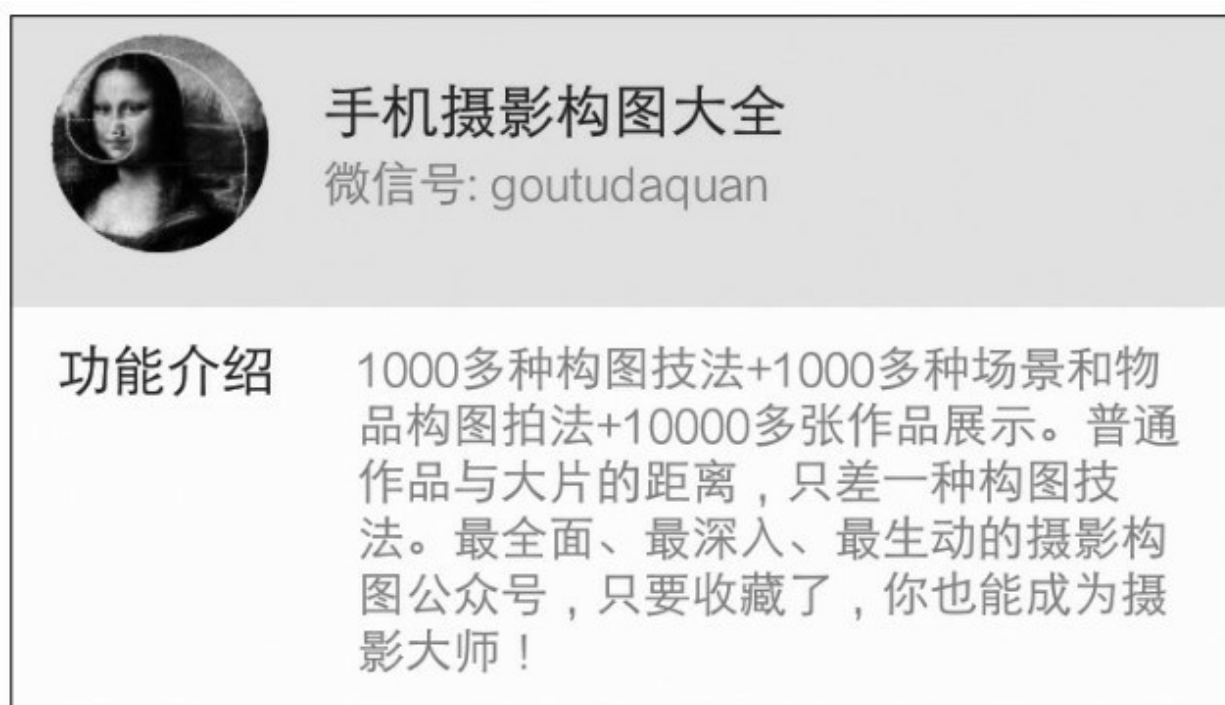 手机摄影构图大全
微信号: goutudaquan
功能介绍
1000多种构图技法+1000多种场景和物
品构图拍法+10000多张作品展示。普通
作品与大片的距离，只差一种构图技
法。最全面、最深入、最生动的摄影构
图公众号，只要收藏了，你也能成为摄
影大师！